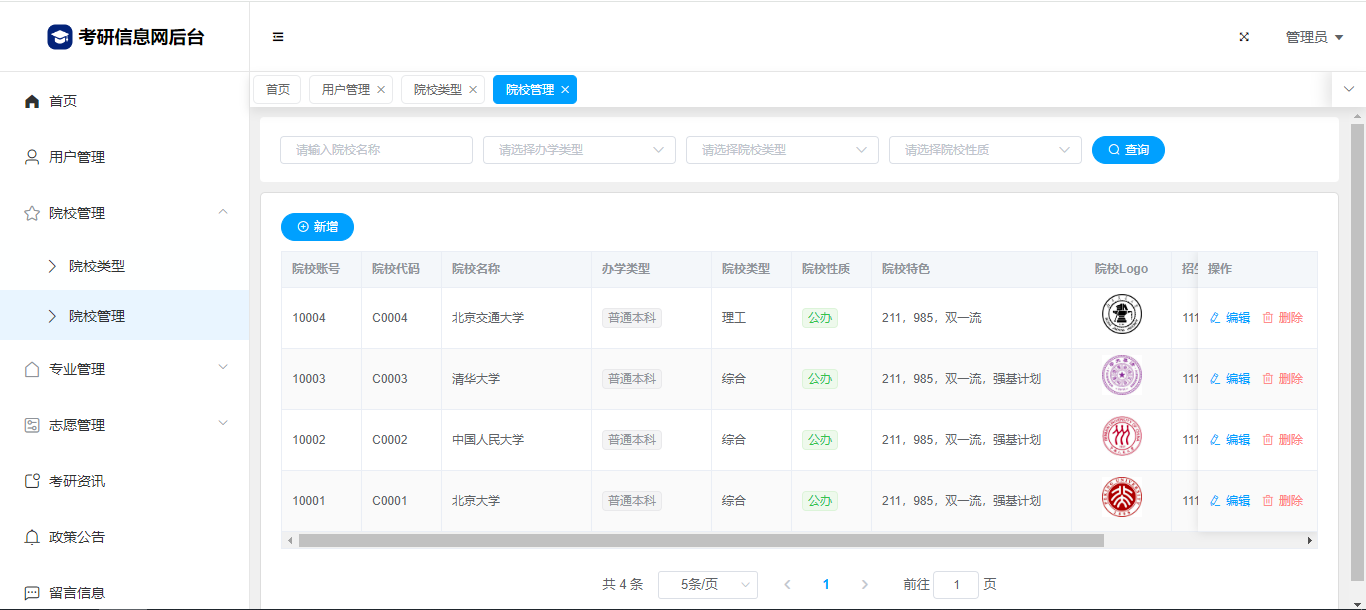 考研信息网后台
管理员
首页
用户管理
院校管理
院校类型
院校管理
专业管理
志愿管理
考研资讯
政策公告
留言信息
首页 用户管理 院校类型 院校管理
请输入院校名称 请选择办学类型 请选择院校类型 请选择院校性质 查询
新增
院校账号 院校代码 院校名称 办学类型 院校类型 院校性质 院校特色 院校Logo 招 操作
10004 C0004 北京交通大学 普通本科 理工 公办 211，985，双一流 111 编辑 删除
10003 C0003 清华大学 普通本科 综合 公办 211，985，双一流，强基计划 111 编辑 删除
10002 C0002 中国人民大学 普通本科 综合 公办 211，985，双一流，强基计划 111 编辑 删除
10001 C0001 北京大学 普通本科 综合 公办 211，985，双一流，强基计划 111 编辑 删除
共 4 条 5条/页 1 前往 1 页